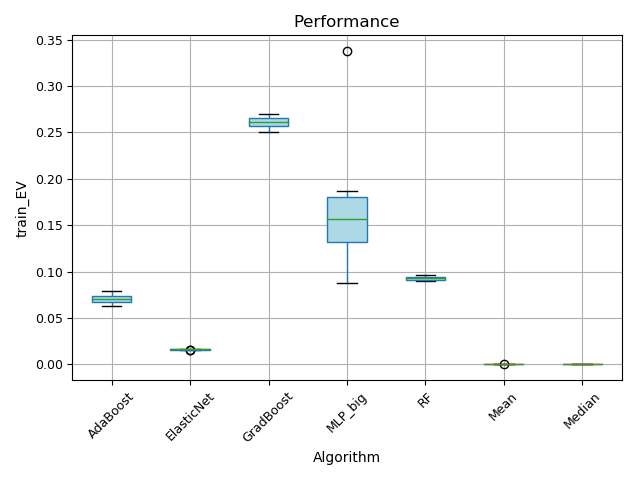 Performance
train_EV
0.35
0.30
0.25
0.20
0.15
0.10
0.05
0.00
AdaBoost
ElasticNet
GradBoost
MLP_big
RF
Mean
Median
Algorithm